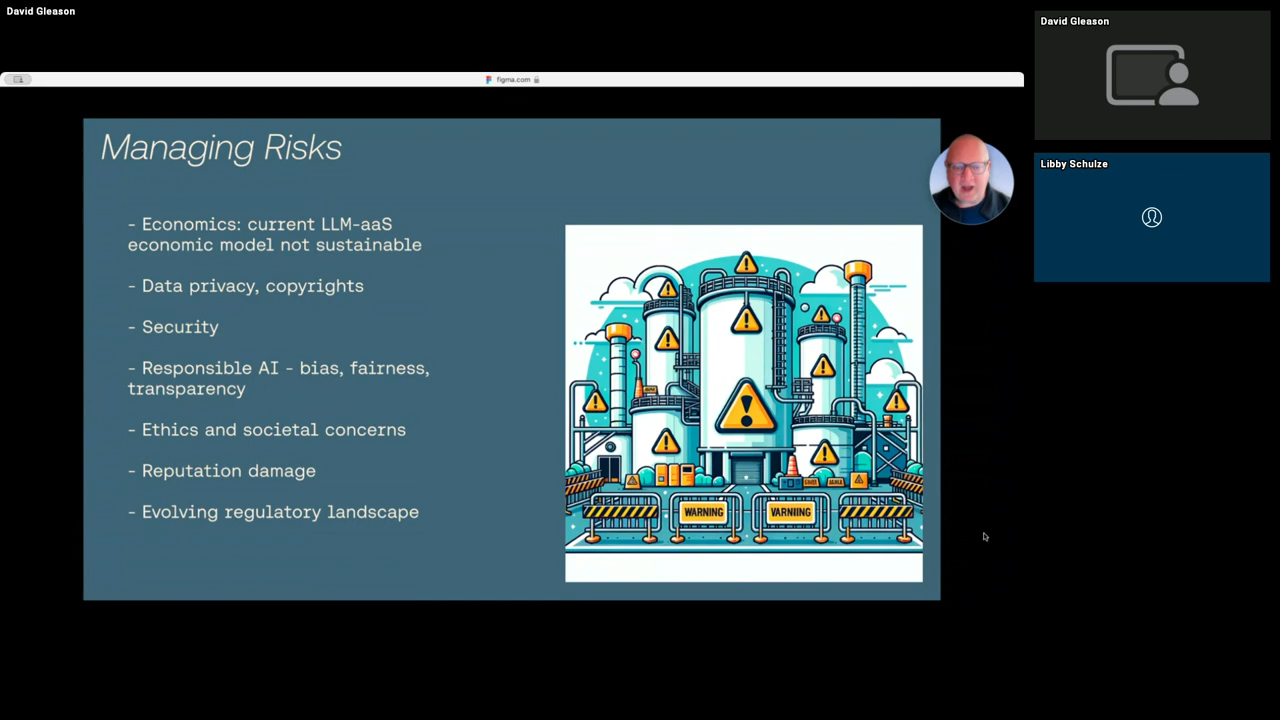 David Gleason
figma.com
Managing Risks
- Economics: current LLM-aaS
economic model not sustainable
- Data privacy, copyrights
- Security
- Responsible AI - bias, fairness,
transparency
- Ethics and societal concerns
- Reputation damage
- Evolving regulatory landscape
WARNING
VARNIING
David Gleason
Libby Schulze